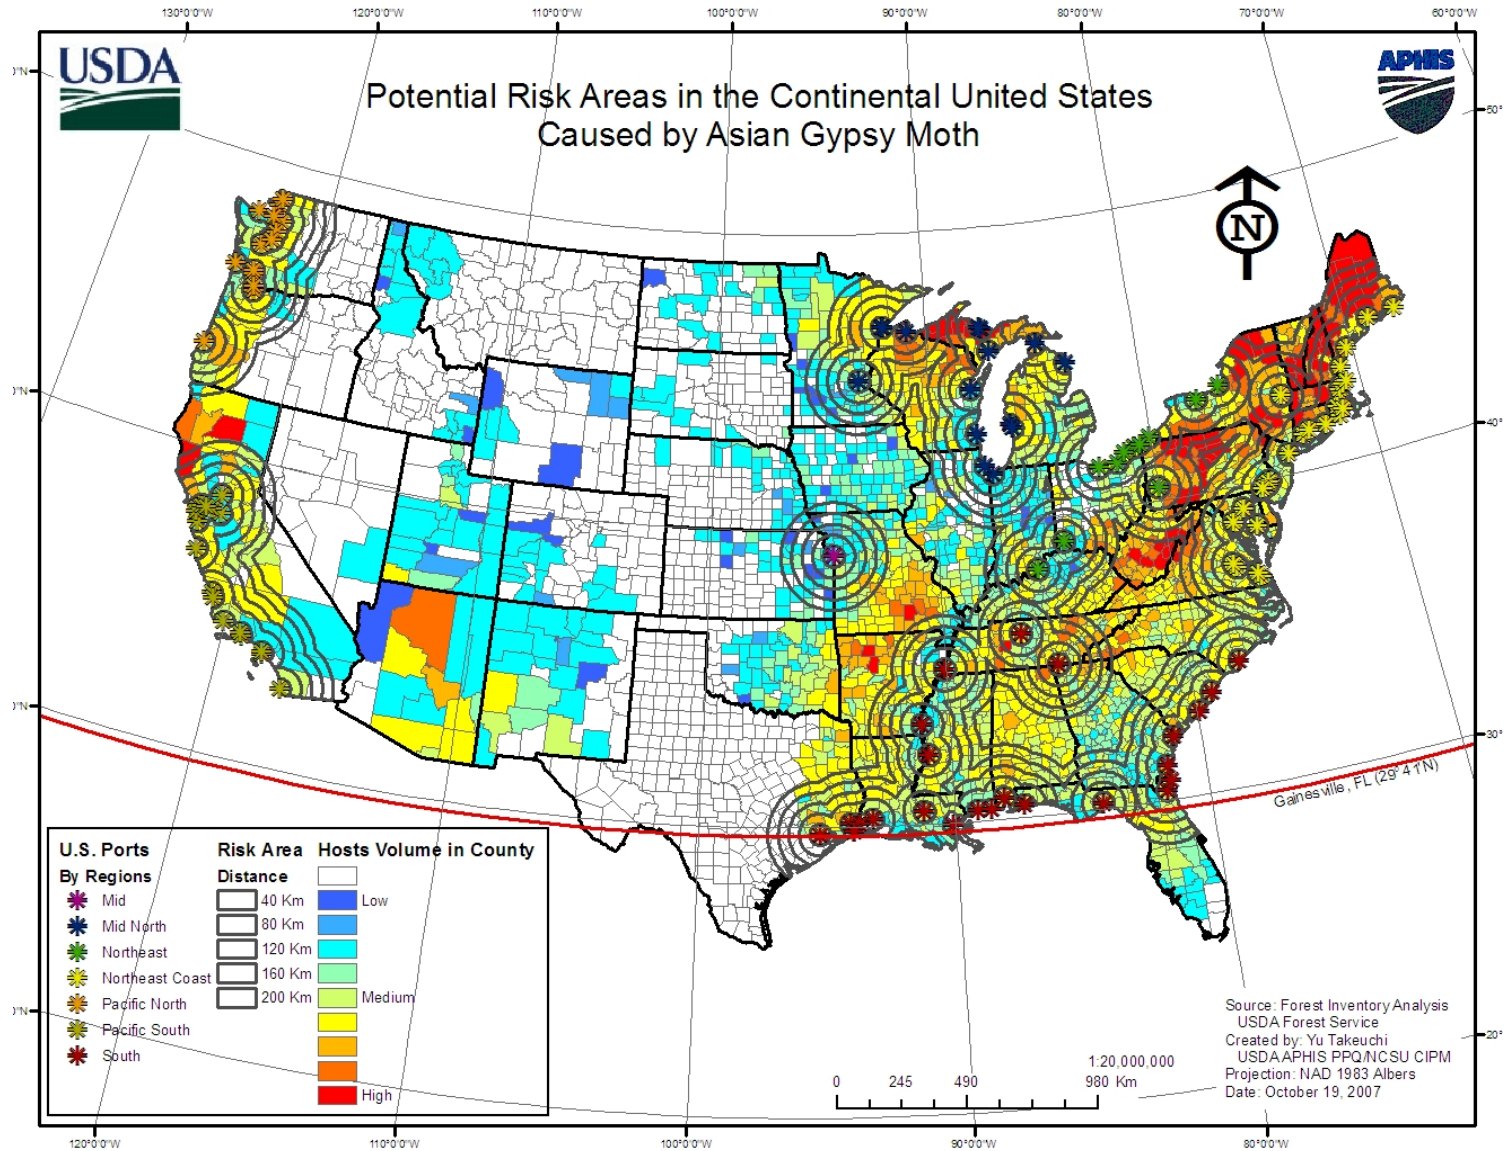 130°0'0"W 120°0'0"W 110°0'0"W 100°0'0"W 90°0'0"W 80°0'0"W 70°0'0"W 60°0'0"W
USDA
APHIS
Potential Risk Areas in the Continental United States
Caused by Asian Gypsy Moth
N
50°
40°
30°
20°
Gainesville, FL (29°41'N)
U.S. Ports
By Regions
Mid
Mid North
Northeast
Northeast Coast
Pacific North
Pacific South
South
Risk Area
Distance
40 Km
80 Km
120 Km
160 Km
200 Km
Hosts Volume in County
Low
Medium
High
1:20,000,000
0 245 490 980 Km
Source: Forest Inventory Analysis
USDA Forest Service
Created by: Yu Takeuchi
USDA APHIS PPQ/NCSU CIPM
Projection: NAD 1983 Albers
Date: October 19, 2007
120°0'0"W 110°0'0"W 100°0'0"W 90°0'0"W 80°0'0"W